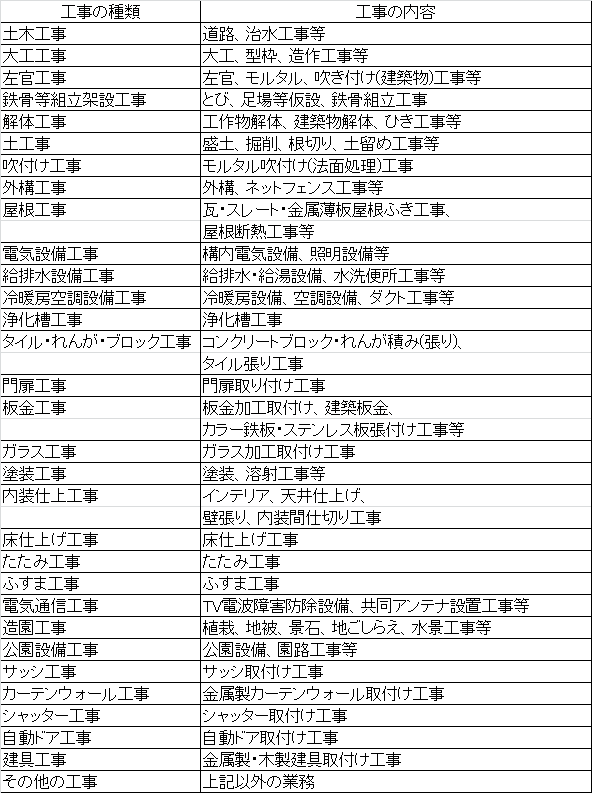 工事の種類 工事の内容
土木工事 道路、治水工事等
大工工事 大工、型枠、造作工事等
左官工事 左官、モルタル、吹き付け(建築物)工事等
鉄骨等組立架設工事 とび、足場等仮設、鉄骨組立工事
解体工事 工作物解体、建築物解体、ひき工事等
土工事 盛土、掘削、根切り、土留め工事等
吹付け工事 モルタル吹付け(法面処理)工事
外構工事 外構、ネットフェンス工事等
屋根工事 瓦・スレート・金属薄板屋根ふき工事、
屋根断熱工事等
電気設備工事 構内電気設備、照明設備等
給排水設備工事 給排水・給湯設備、水洗便所工事等
冷暖房空調設備工事 冷暖房設備、空調設備、ダクト工事等
浄化槽工事 浄化槽工事
タイル・れんが・ブロック工事 コンクリートブロック・れんが積み(張り)、
タイル張り工事
門扉工事 門扉取り付け工事
板金工事 板金加工取付け、建築板金、
カラー鉄板・ステンレス板張付け工事等
ガラス工事 ガラス加工取付け工事
塗装工事 塗装、溶射工事等
内装仕上工事 インテリア、天井仕上げ、
壁張り、内装間仕切り工事
床仕上げ工事 床仕上げ工事
たたみ工事 たたみ工事
ふすま工事 ふすま工事
電気通信工事 TV電波障害防除設備、共同アンテナ設置工事等
造園工事 植栽、地被、景石、地ごしらえ、水景工事等
公園設備工事 公園設備、園路工事等
サッシ工事 サッシ取付け工事
カーテンウォール工事 金属製カーテンウォール取付け工事
シャッター工事 シャッター取付け工事
自動ドア工事 自動ドア取付け工事
建具工事 金属製・木製建具取付け工事
その他の工事 上記以外の業務